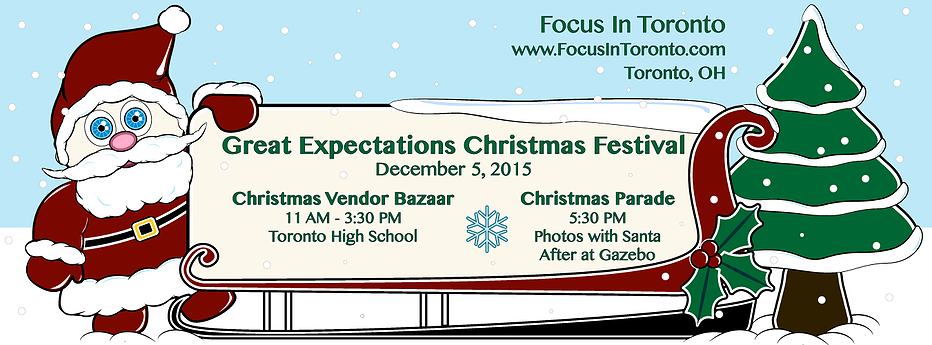 Focus In Toronto
www.FocusInToronto.com
Toronto, OH
Great Expectations Christmas Festival
December 5, 2015
Christmas Vendor Bazaar
11 AM - 3:30 PM
Toronto High School
Christmas Parade
5:30 PM
Photos with Santa
After at Gazebo